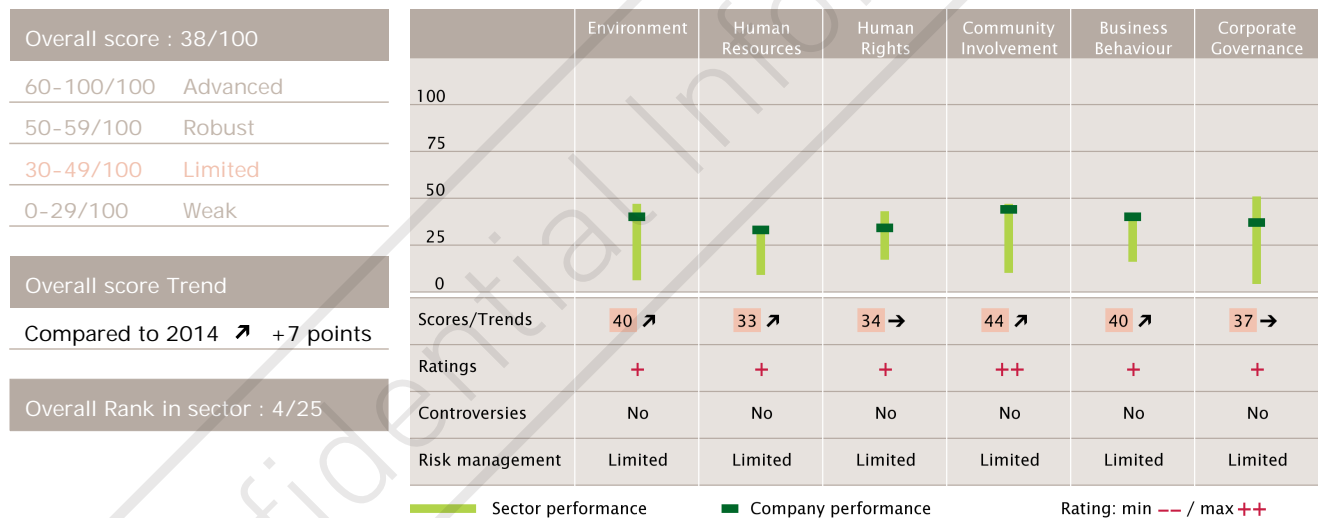 Overall score : 38/100
60-100/100 Advanced
50-59/100 Robust
30-49/100 Limited
0-29/100 Weak
Overall score Trend
Compared to 2014 ↗ +7 points
Overall Rank in sector : 4/25
Environment Human Resources Human Rights Community Involvement Business Behaviour Corporate Governance
100
75
50
25
0
Scores/Trends 40 ↗ 33 ↗ 34 → 44 ↗ 40 ↗ 37 →
Ratings + + + ++ + +
Controversies No No No No No No
Risk management Limited Limited Limited Limited Limited Limited
Sector performance Company performance Rating: min -- / max ++
fidential Info